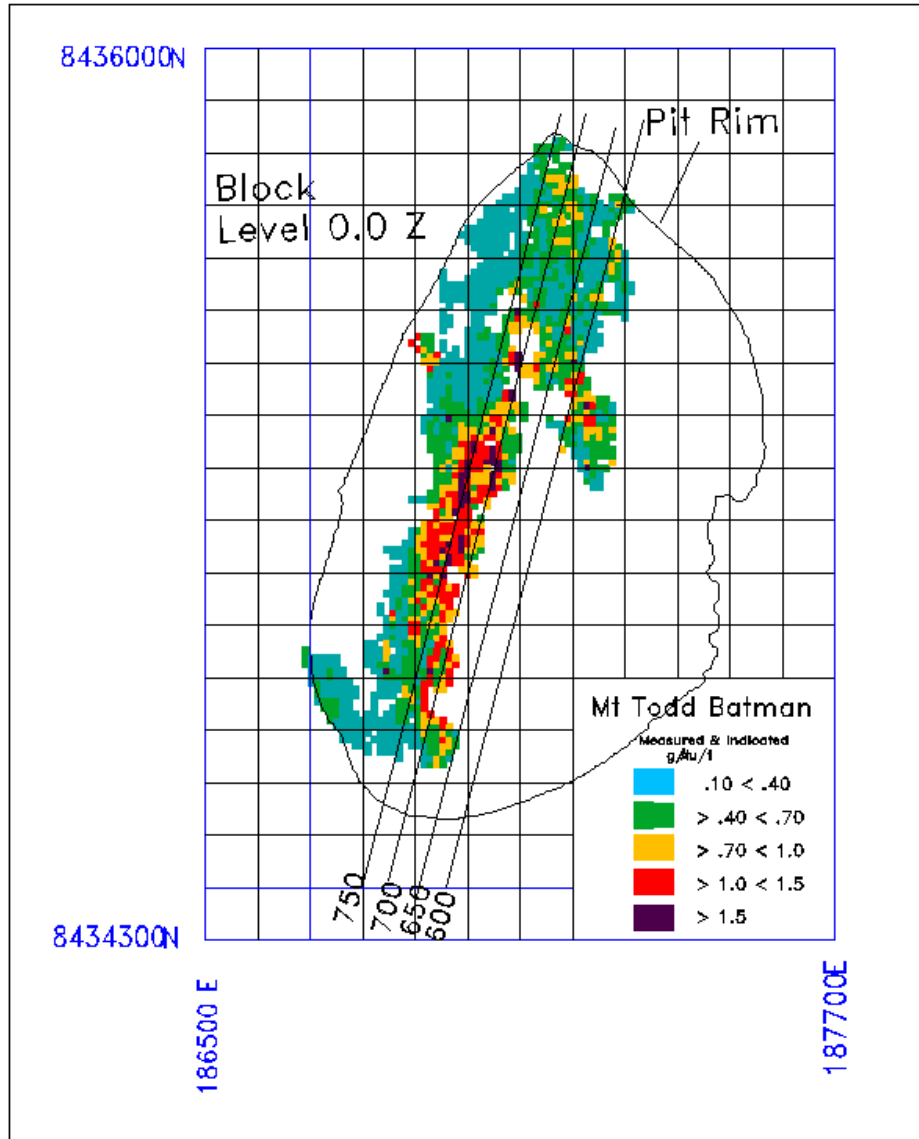 8436000N
Pit Rim
Block
Level 0.0 Z
Mt Todd Batman
Measured & Indicated
g/Au/t
.10 < .40
> .40 < .70
> .70 < 1.0
> 1.0 < 1.5
> 1.5
750
700
650
600
8434300N
186500 E
187700E